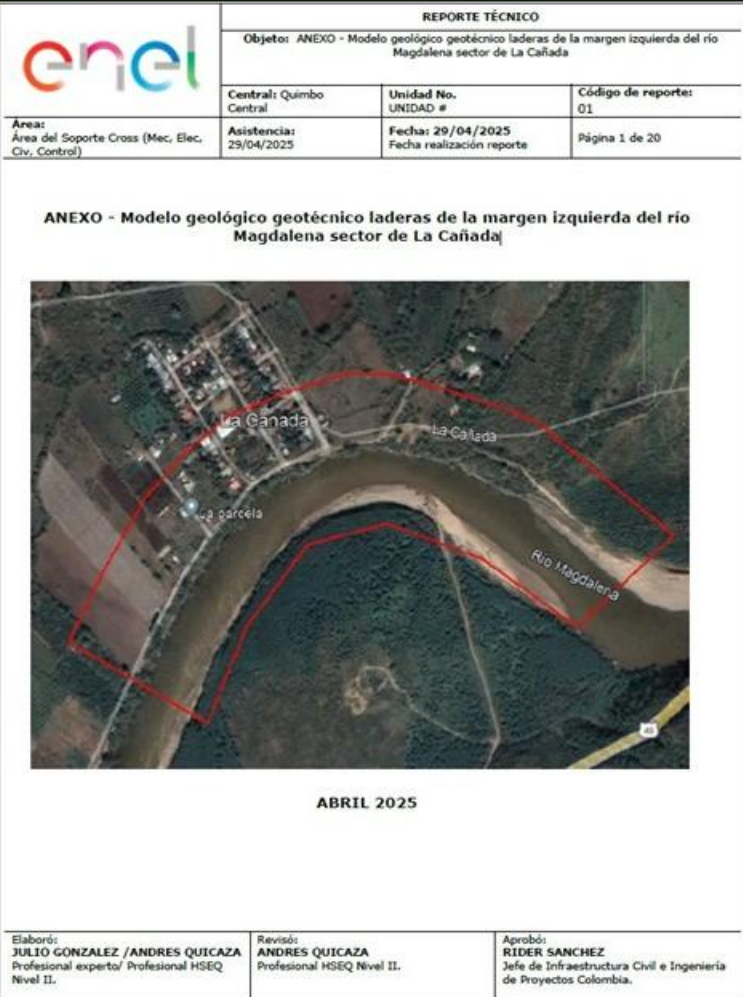 enel
REPORTE TÉCNICO
Objeto: ANEXO - Modelo geológico geotécnico laderas de la margen izquierda del río
Magdalena sector de La Cañada
Central: Quimbo
Central
Unidad No.
UNIDAD #
Código de reporte:
01
Área:
Área del Soporte Cross (Mec, Elec,
Civ, Control)
Asistencia:
29/04/2025
Fecha: 29/04/2025
Fecha realización reporte
Página 1 de 20
ANEXO - Modelo geológico geotécnico laderas de la margen izquierda del río
Magdalena sector de La Cañada
La Cañada
La Cañada
La parcela
Río Magdalena
45
ABRIL 2025
Elaboró:
JULIO GONZALEZ /ANDRES QUICAZA
Profesional experto/ Profesional HSEQ
Nivel II.
Revisó:
ANDRES QUICAZA
Profesional HSEQ Nivel II.
Aprobó:
RIDER SANCHEZ
Jefe de Infraestructura Civil e Ingeniería
de Proyectos Colombia.